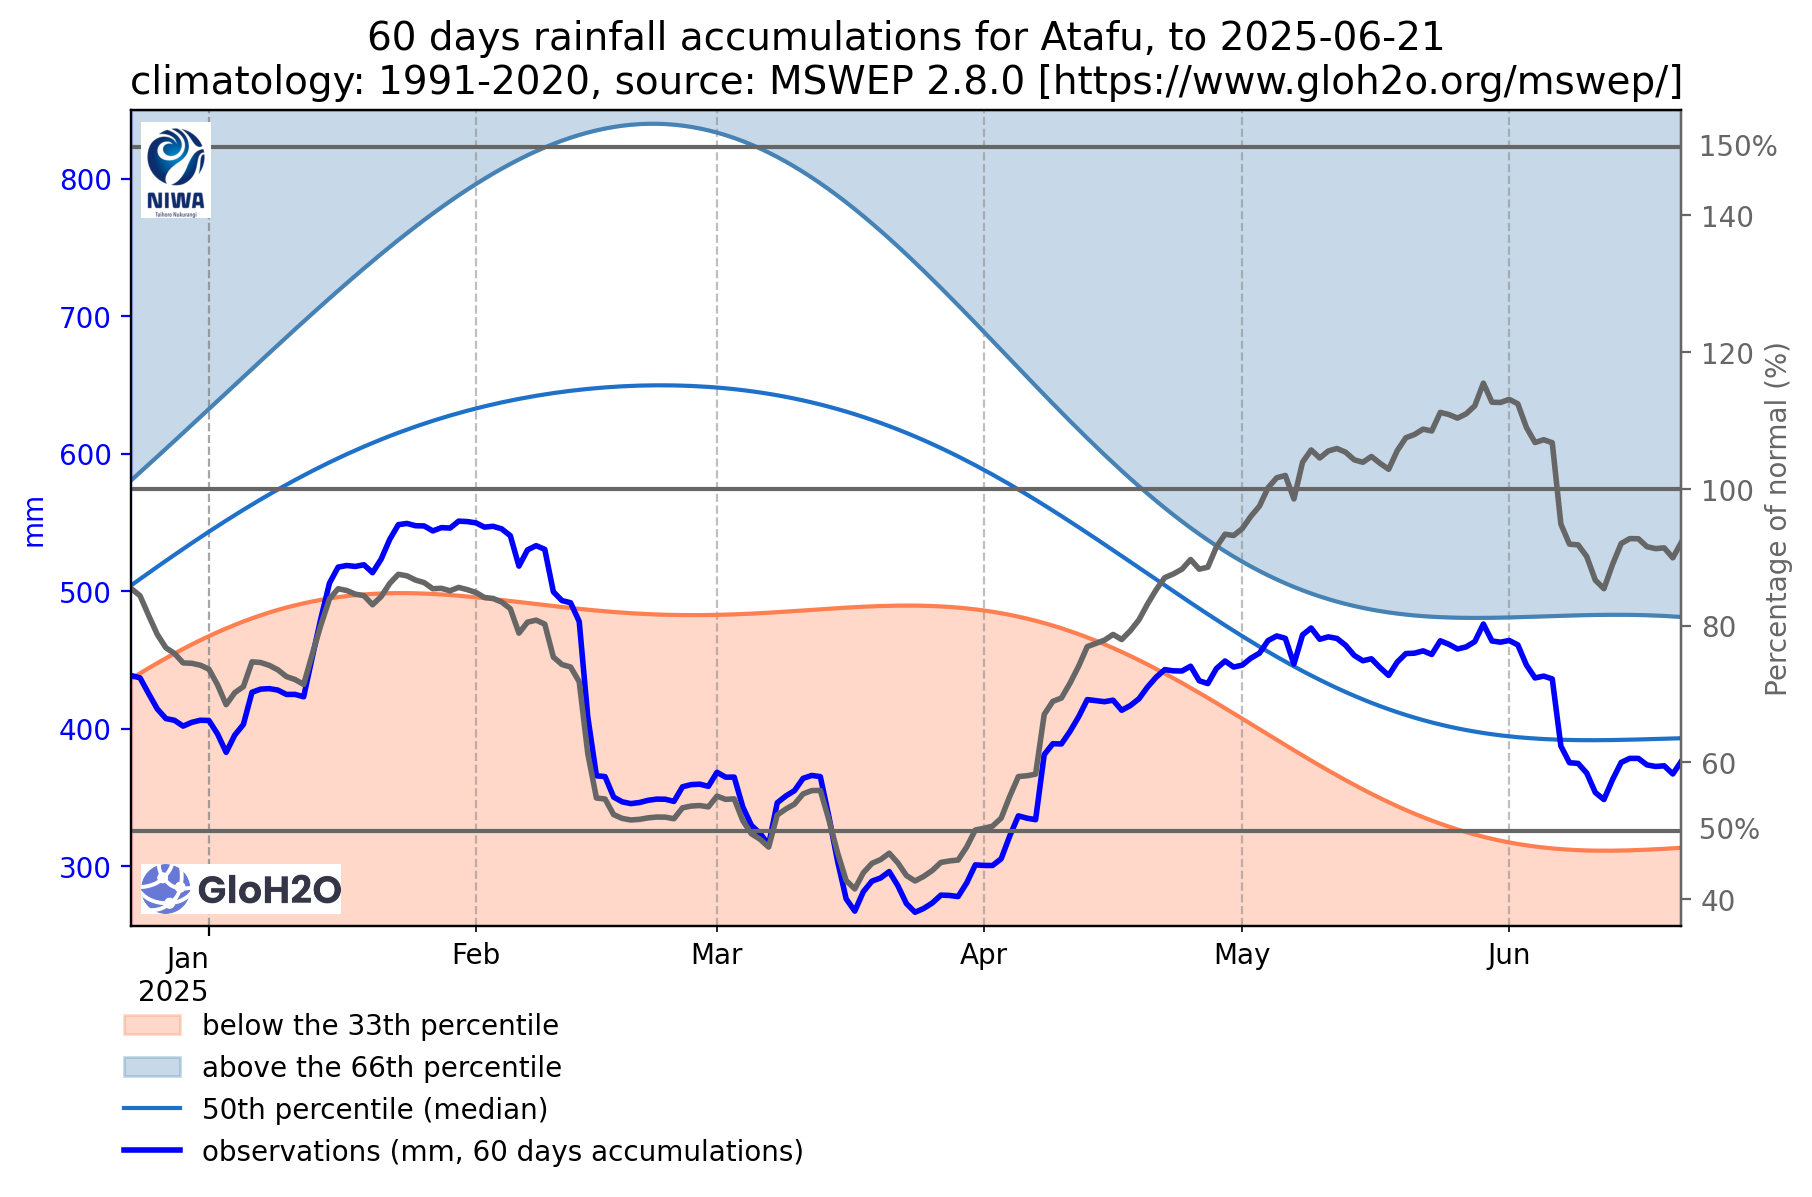 60 days rainfall accumulations for Atafu, to 2025-06-21
climatology: 1991-2020, source: MSWEP 2.8.0 [https://www.gloh2o.org/mswep/]
NIWA
Taihoro Nukurangi
800
700
600
500
400
300
mm
150%
140
120
100
80
60
50%
40
Percentage of normal (%)
GloH2O
Jan
2025
Feb
Mar
Apr
May
Jun
below the 33th percentile
above the 66th percentile
50th percentile (median)
observations (mm, 60 days accumulations)